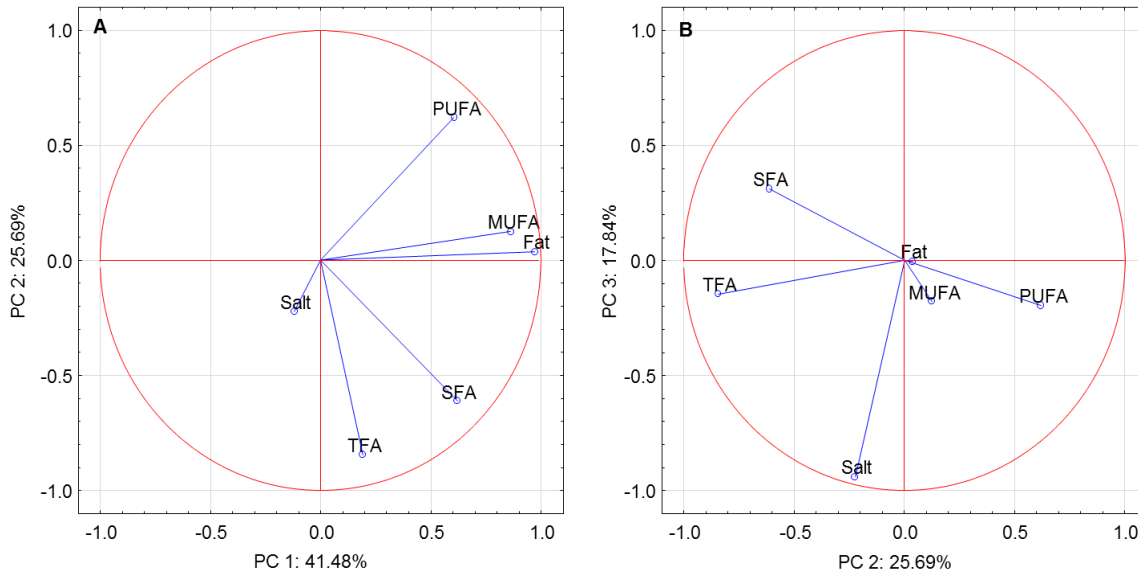 A
1.0
0.5
0.0
-0.5
-1.0
PUFA
MUFA
Fat
Salt
SFA
TFA
-1.0 -0.5 0.0 0.5 1.0
PC 1: 41.48%
PC 2: 25.69%
B
1.0
0.5
0.0
-0.5
-1.0
SFA
Fat
TFA
MUFA
PUFA
Salt
-1.0 -0.5 0.0 0.5 1.0
PC 2: 25.69%
PC 3: 17.84%